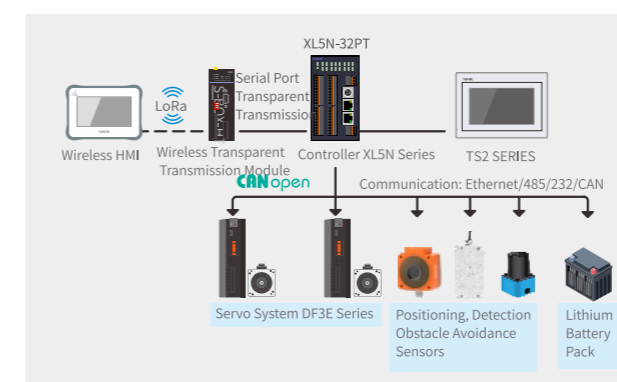 XL5N-32PT
Serial Port
Transparent
Transmission
LoRa
Wireless HMI
Wireless Transparent
Transmission Module
Controller XL5N Series
TS2 SERIES
CANopen
Communication: Ethernet/485/232/CAN
Servo System DF3E Series
Positioning, Detection
Obstacle Avoidance
Sensors
Lithium
Battery
Pack